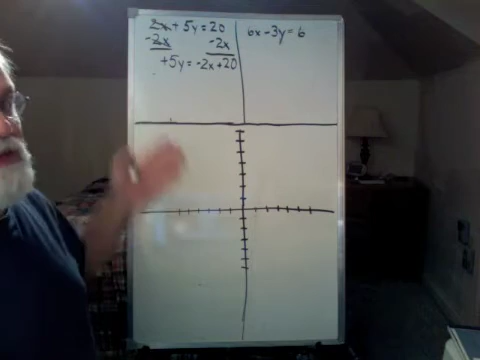 2x + 5y = 20
-2x -2x
+5y = -2x + 20
6x - 3y = 6